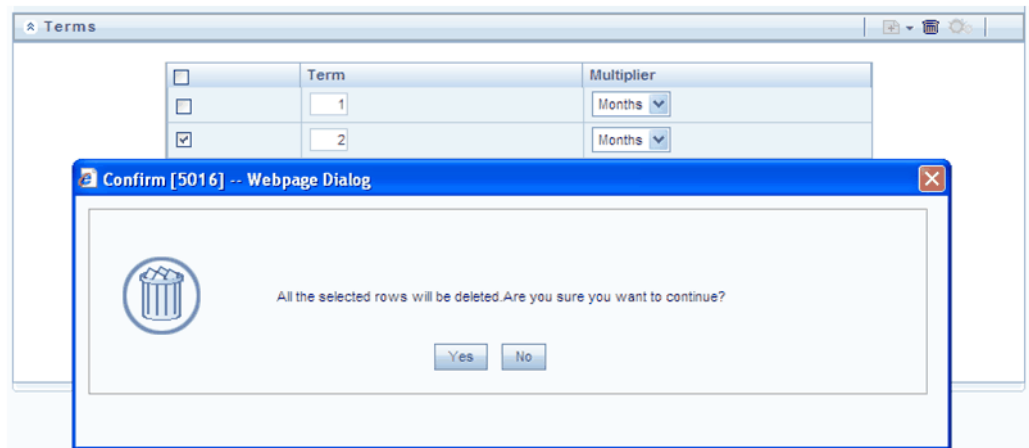 Terms
Term Multiplier
1 Months
2 Months
Confirm [5016] -- Webpage Dialog
All the selected rows will be deleted.Are you sure you want to continue?
Yes No